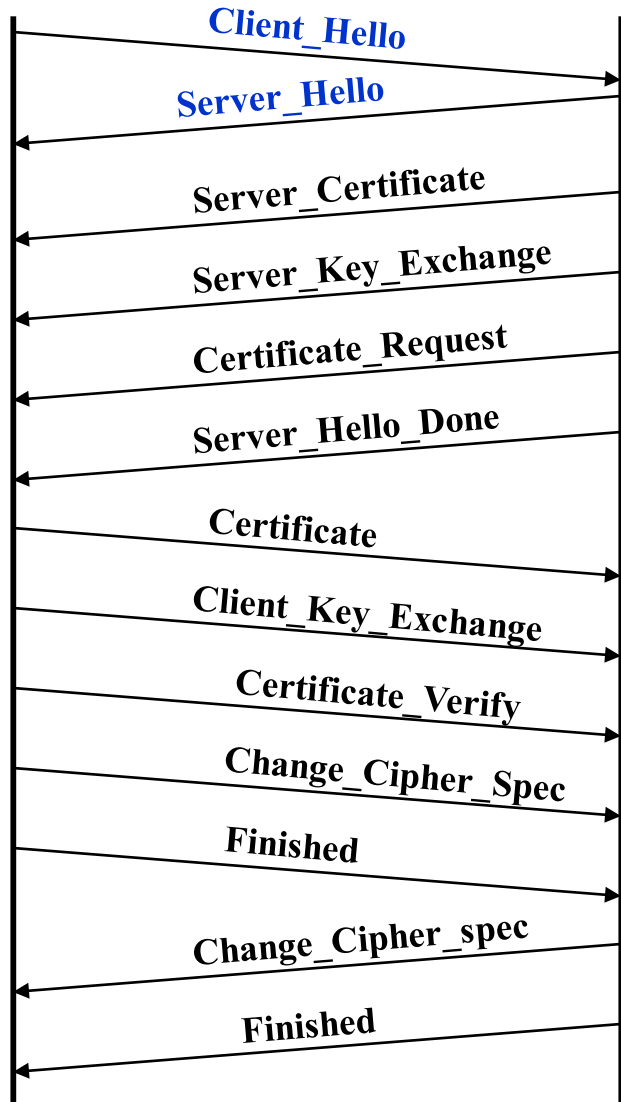 Client_Hello
Server_Hello
Server_Certificate
Server_Key_Exchange
Certificate_Request
Server_Hello_Done
Certificate
Client_Key_Exchange
Certificate_Verify
Change_Cipher_Spec
Finished
Change_Cipher_spec
Finished